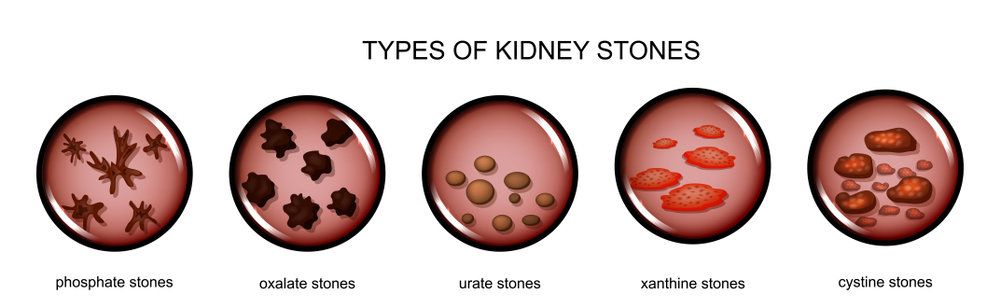 TYPES OF KIDNEY STONES
phosphate stones
oxalate stones
urate stones
xanthine stones
cystine stones